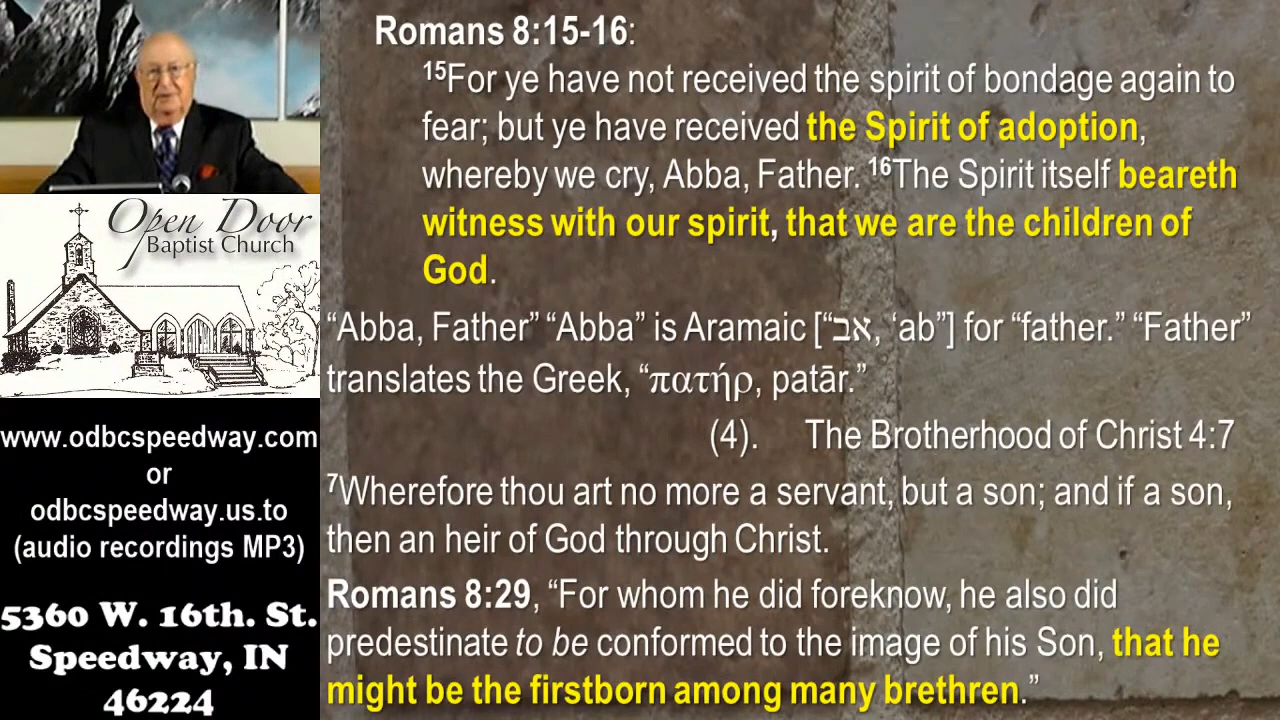 Open Door
Baptist Church
www.odbcspeedway.com
or
odbcspeedway.us.to
(audio recordings MP3)
5360 W. 16th. St.
Speedway, IN
46224
Romans 8:15-16:
15For ye have not received the spirit of bondage again to
fear; but ye have received the Spirit of adoption,
whereby we cry, Abba, Father. 16The Spirit itself beareth
witness with our spirit, that we are the children of
God.
“Abba, Father” “Abba” is Aramaic [“אב, ‘ab”] for “father.” “Father”
translates the Greek, “πατήρ, patār.”
(4). The Brotherhood of Christ 4:7
7Wherefore thou art no more a servant, but a son; and if a son,
then an heir of God through Christ.
Romans 8:29, “For whom he did foreknow, he also did
predestinate to be conformed to the image of his Son, that he
might be the firstborn among many brethren.”